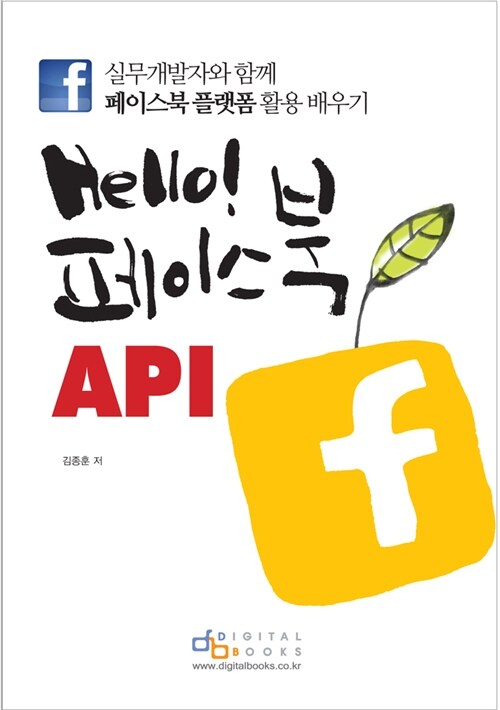 f 실무개발자와 함께
페이스북 플랫폼 활용 배우기
Hello!
페이스북
API
f
김종훈 저
DIGITAL
BOOKS
www.digitalbooks.co.kr